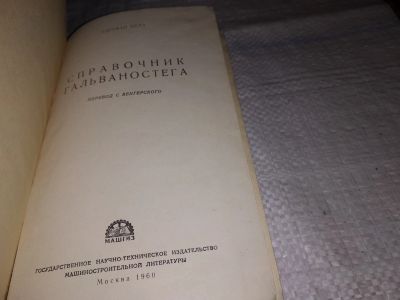 СПРАВОЧНИК
ГАЛЬВАНОСТЕГА
ПЕРЕВОД С ВЕНГЕРСКОГО
МАШГИЗ
ГОСУДАРСТВЕННОЕ НАУЧНО-ТЕХНИЧЕСКОЕ ИЗДАТЕЛЬСТВО
МАШИНОСТРОИТЕЛЬНОЙ ЛИТЕРАТУРЫ
Москва 1960